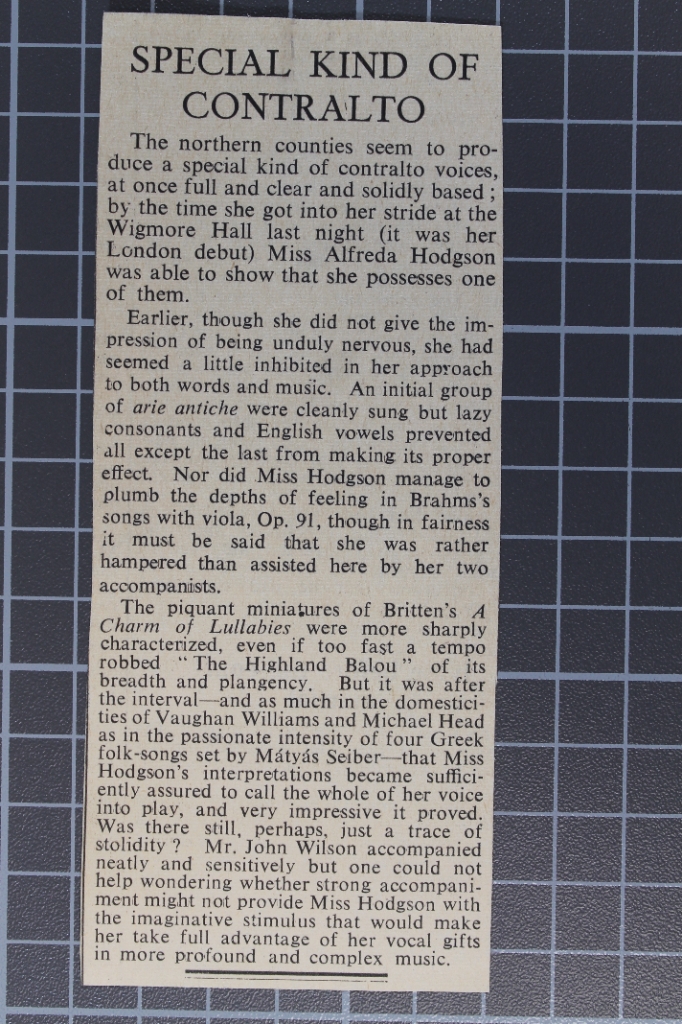 SPECIAL KIND OF
CONTRALTO
The northern counties seem to pro-
duce a special kind of contralto voices,
at once full and clear and solidly based ;
by the time she got into her stride at the
Wigmore Hall last night (it was her
London debut) Miss Alfreda Hodgson
was able to show that she possesses one
of them.
Earlier, though she did not give the im-
pression of being unduly nervous, she had
seemed a little inhibited in her approach
to both words and music. An initial group
of arie antiche were cleanly sung but lazy
consonants and English vowels prevented
all except the last from making its proper
effect. Nor did Miss Hodgson manage to
plumb the depths of feeling in Brahms's
songs with viola, Op. 91, though in fairness
it must be said that she was rather
hampered than assisted here by her two
accompanists.
The piquant miniatures of Britten's A
Charm of Lullabies were more sharply
characterized, even if too fast a tempo
robbed "The Highland Balou" of its
breadth and plangency. But it was after
the interval—and as much in the domestici-
ties of Vaughan Williams and Michael Head
as in the passionate intensity of four Greek
folk-songs set by Mátyás Seiber—that Miss
Hodgson's interpretations became suffici-
ently assured to call the whole of her voice
into play, and very impressive it proved.
Was there still, perhaps, just a trace of
stolidity ? Mr. John Wilson accompanied
neatly and sensitively but one could not
help wondering whether strong accompani-
ment might not provide Miss Hodgson with
the imaginative stimulus that would make
her take full advantage of her vocal gifts
in more profound and complex music.